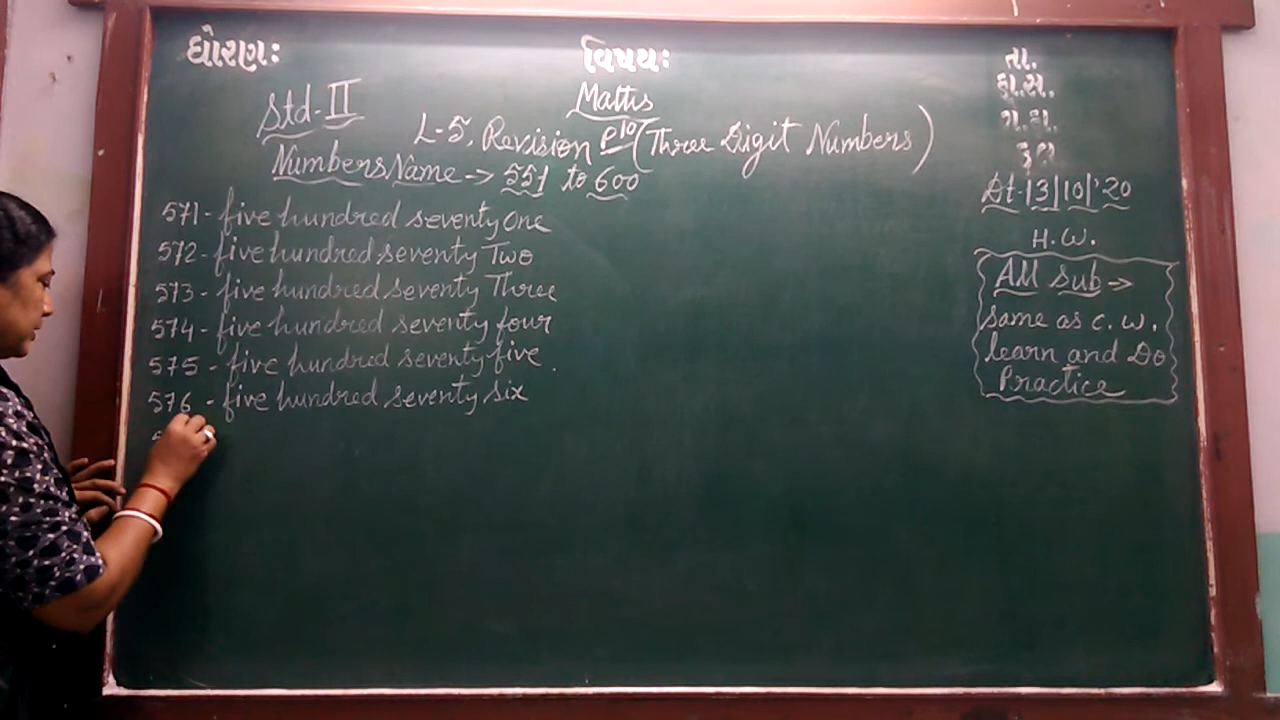 ધોરણ:
વિષય:
તા.
હા.સ.
ગે.હા.
કુલ
Std-II
Maths
L-5, Revision P10 (Three Digit Numbers)
Numbers Name -> 551 to 600
Dt-13|10|'20
571 - five hundred seventy One
572 - five hundred seventy Two
573 - five hundred seventy Three
574 - five hundred seventy four
575 - five hundred seventy five.
576 - five hundred seventy six
H.W.
All sub ->
same as C.W.
learn and Do
Practice